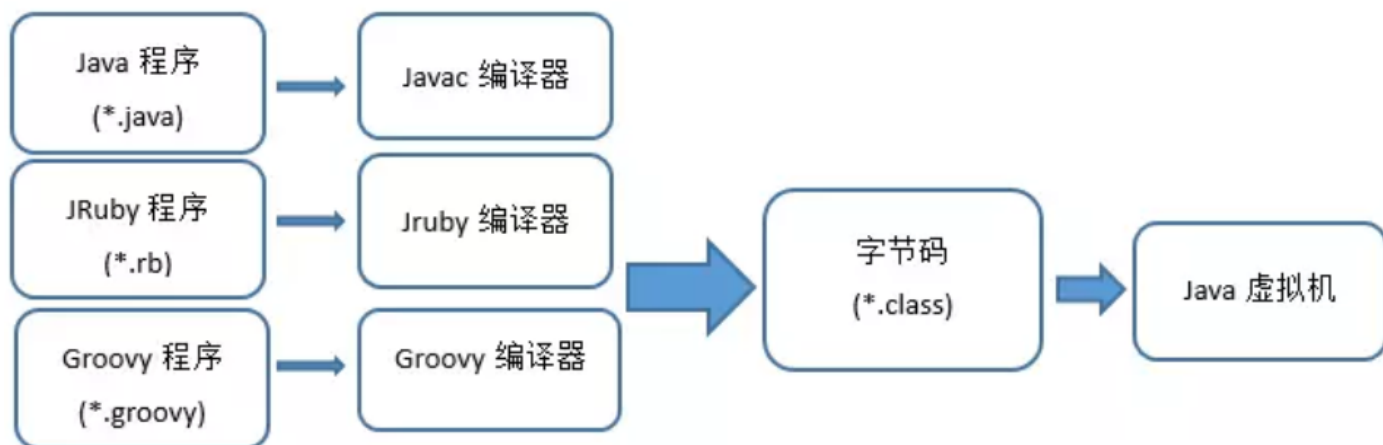 Java 程序
(*.java)
Javac 编译器
JRuby 程序
(*.rb)
Jruby 编译器
Groovy 程序
(*.groovy)
Groovy 编译器
字节码
(*.class)
Java 虚拟机